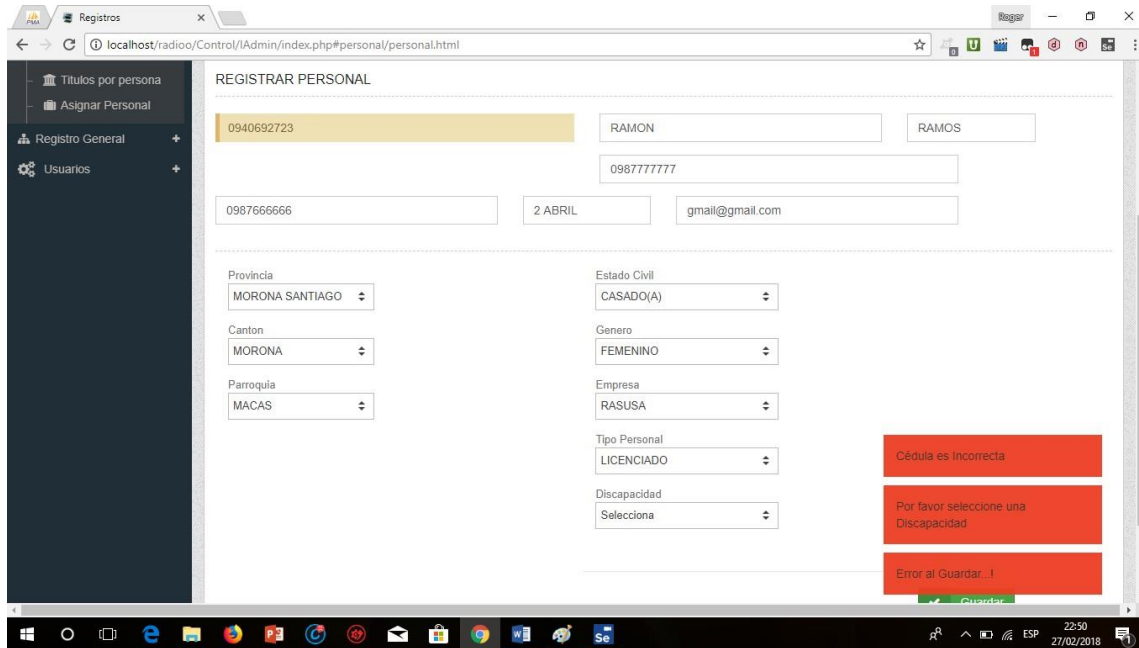 PMA
Registros
Roger
localhost/radioo/Control/IAdmin/index.php#personal/personal.html
Titulos por persona
Asignar Personal
Registro General
Usuarios
REGISTRAR PERSONAL
0940692723
RAMON
RAMOS
0987777777
0987666666
2 ABRIL
gmail@gmail.com
Provincia
MORONA SANTIAGO
Canton
MORONA
Parroquia
MACAS
Estado Civil
CASADO(A)
Genero
FEMENINO
Empresa
RASUSA
Tipo Personal
LICENCIADO
Discapacidad
Selecciona
Cédula es Incorrecta
Por favor seleccione una
Discapacidad
Error al Guardar...!
Guardar
ESP
22:50
27/02/2018